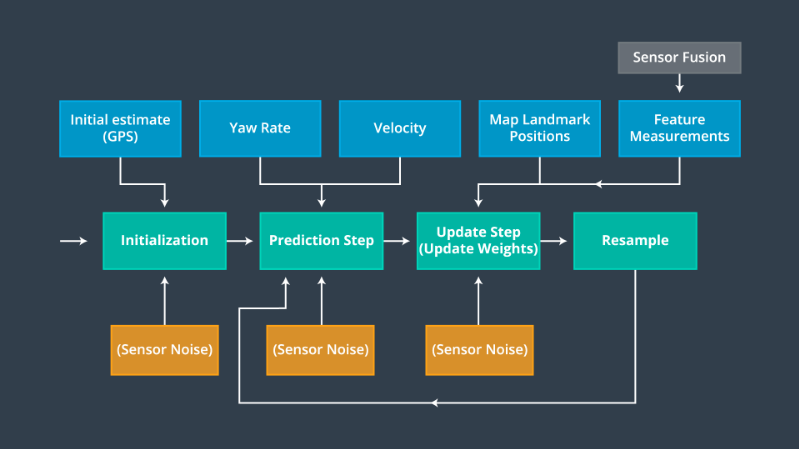 Sensor Fusion
Initial estimate
(GPS)
Yaw Rate
Velocity
Map Landmark
Positions
Feature
Measurements
Initialization
Prediction Step
Update Step
(Update Weights)
Resample
(Sensor Noise)
(Sensor Noise)
(Sensor Noise)